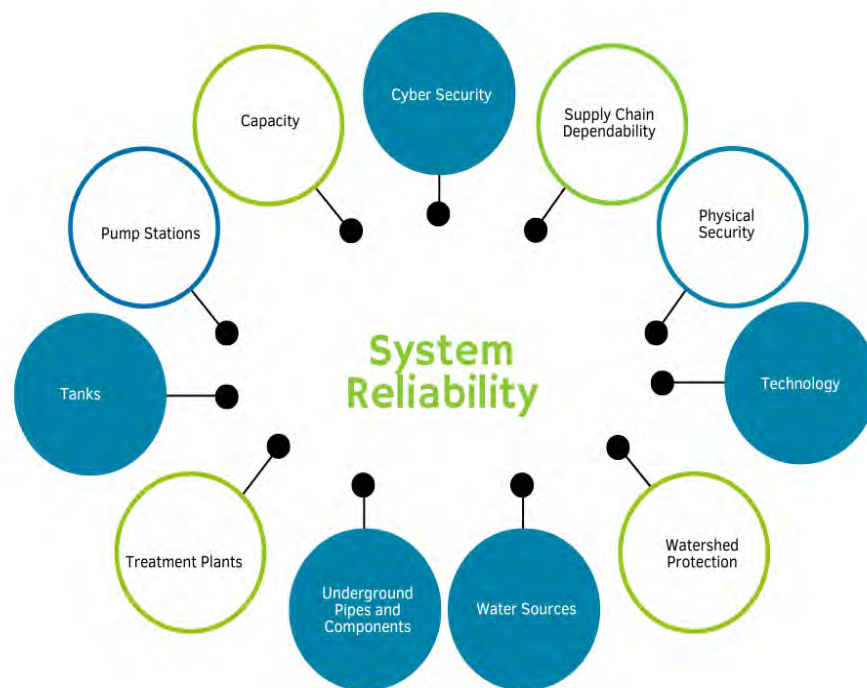 Cyber Security
Capacity
Supply Chain
Dependability
Pump Stations
Physical
Security
System
Reliability
Tanks
Technology
Treatment Plants
Watershed
Protection
Underground
Pipes and
Components
Water Sources